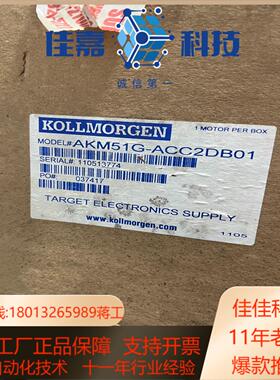 佳嘉 科技
诚信第一
KOLLMORGEN
1 MOTOR PER BOX
MODEL#AKM51G-ACC2DB01
SERIAL# 110513774
PO#
037417
TARGET ELECTRONICS SUPPLY
www.kollmorgen.com
1105
线:18013265989蒋工
佳佳科
工厂正品保障 支持开票
11年老
自动化技术 十一年行业经验
爆款推